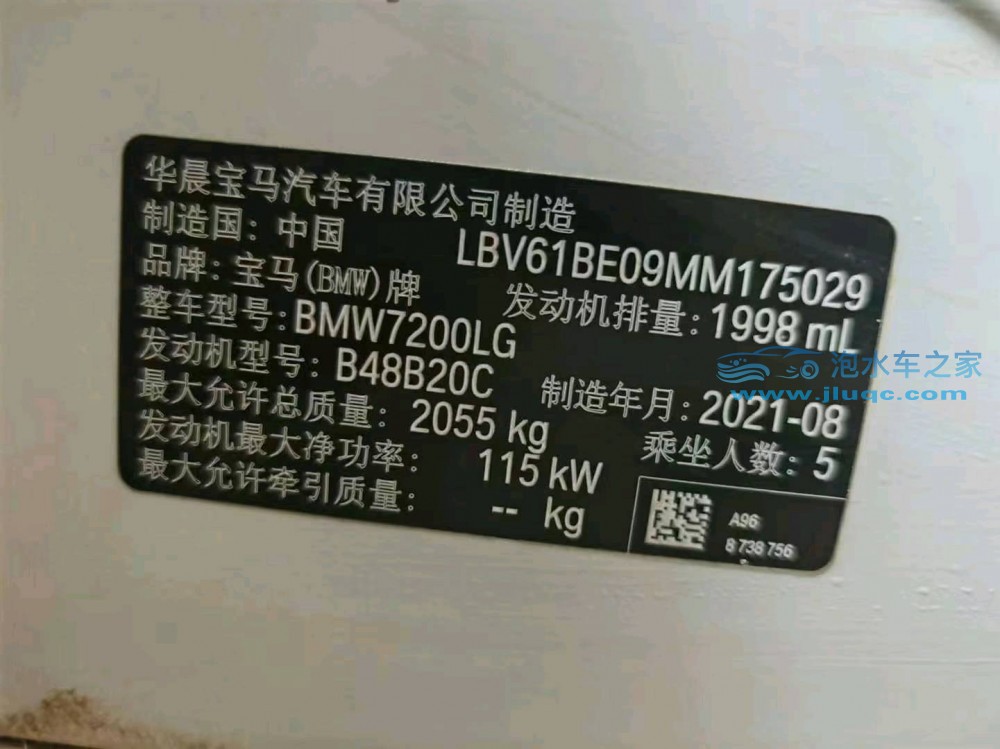 华晨宝马汽车有限公司制造
制造国: 中国
LBV61BE09MM175029
品牌: 宝马(BMW)牌
发动机排量: 1998 mL
整车型号: BMW7200LG
发动机型号: B48B20C
制造年月: 2021-08
最大允许总质量: 2055 kg
乘坐人数: 5
发动机最大净功率: 115 kW
最大允许牵引质量: -- kg
A96
8 738 756
泡水车之家
www.jluqc.com